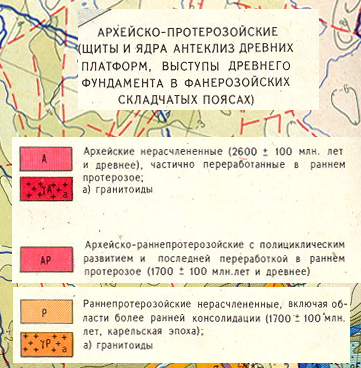 АРХЕЙСКО-ПРОТЕРОЗОЙСКИЕ
(ЩИТЫ И ЯДРА АНТЕКЛИЗ ДРЕВНИХ
ПЛАТФОРМ, ВЫСТУПЫ ДРЕВНЕГО
ФУНДАМЕНТА В ФАНЕРОЗОЙСКИХ
СКЛАДЧАТЫХ ПОЯСАХ)
А
Архейские нерасчлененные (2600 ± 100 млн. лет
и древнее), частично переработанные в раннем
протерозое;
γА а
а) гранитоиды
АР
Архейско-раннепротерозойские с полициклическим
развитием и последней переработкой в раннем
протерозое (1700 ± 100 млн.лет и древнее)
Р
Раннепротерозойские нерасчлененные, включая об-
ласти более ранней консолидации (1700 ± 100 млн.
лет, карельская эпоха);
γР а
а) гранитоиды